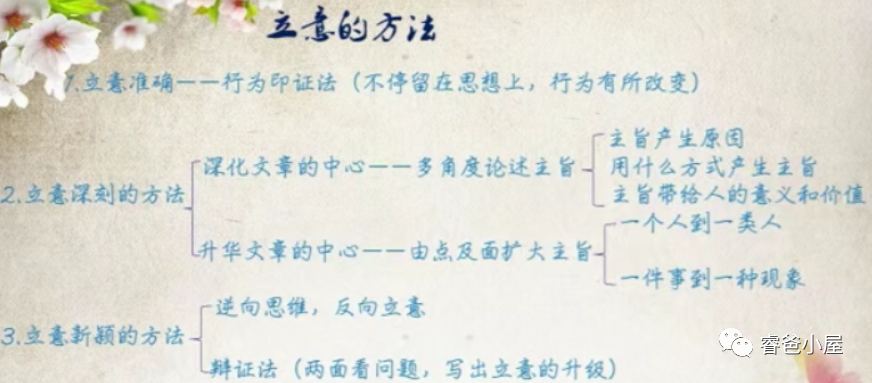 立意的方法
1.立意准确——行为印证法（不停留在思想上，行为有所改变）
主旨产生原因
深化文章的中心——多角度论述主旨
用什么方式产生主旨
2.立意深刻的方法
主旨带给人的意义和价值
一个人到一类人
升华文章的中心——由点及面扩大主旨
一件事到一种现象
逆向思维，反向立意
3.立意新颖的方法
辩证法（两面看问题，写出立意的升级）
睿爸小屋